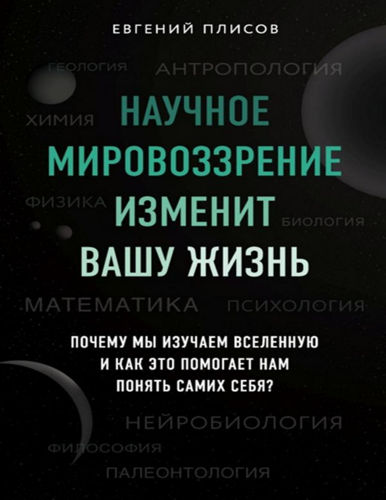 ЕВГЕНИЙ ПЛИСОВ
ГЕОЛОГИЯ
АНТРОПОЛОГИЯ
НАУЧНОЕ
ХИМИЯ
МИРОВОЗЗРЕНИЕ
ФИЗИКА
ИЗМЕНИТ
БИОЛОГИЯ
ВАШУ ЖИЗНЬ
МАТЕМАТИКА
ПСИХОЛОГИЯ
ПОЧЕМУ МЫ ИЗУЧАЕМ ВСЕЛЕННУЮ
И КАК ЭТО ПОМОГАЕТ НАМ
ПОНЯТЬ САМИХ СЕБЯ?
НЕЙРОБИОЛОГИЯ
ФИЛОСОФИЯ
ПАЛЕОНТОЛОГИЯ